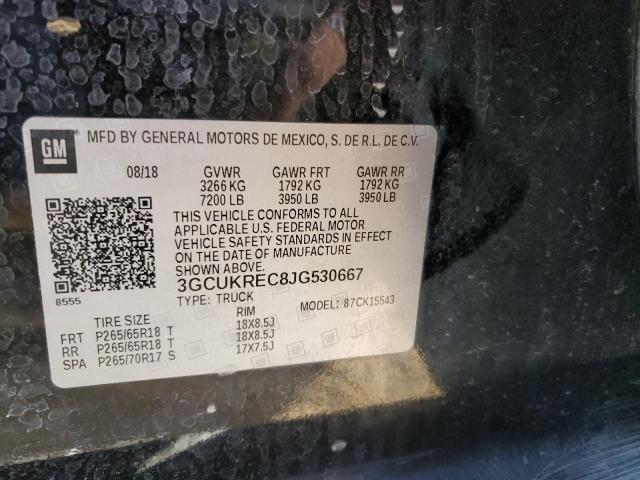 GM
MFD BY GENERAL MOTORS DE MEXICO, S. DE R.L. DE C.V.
08/18 GVWR GAWR FRT GAWR RR
3266 KG 1792 KG 1792 KG
7200 LB 3950 LB 3950 LB
THIS VEHICLE CONFORMS TO ALL
APPLICABLE U.S. FEDERAL MOTOR
VEHICLE SAFETY STANDARDS IN EFFECT
ON THE DATE OF MANUFACTURE
SHOWN ABOVE.
8555
3GCUKREC8JG530667
TYPE: TRUCK MODEL: 87CK15543
TIRE SIZE RIM
FRT P265/65R18 T 18X8.5J
RR P265/65R18 T 18X8.5J
SPA P265/70R17 S 17X7.5J